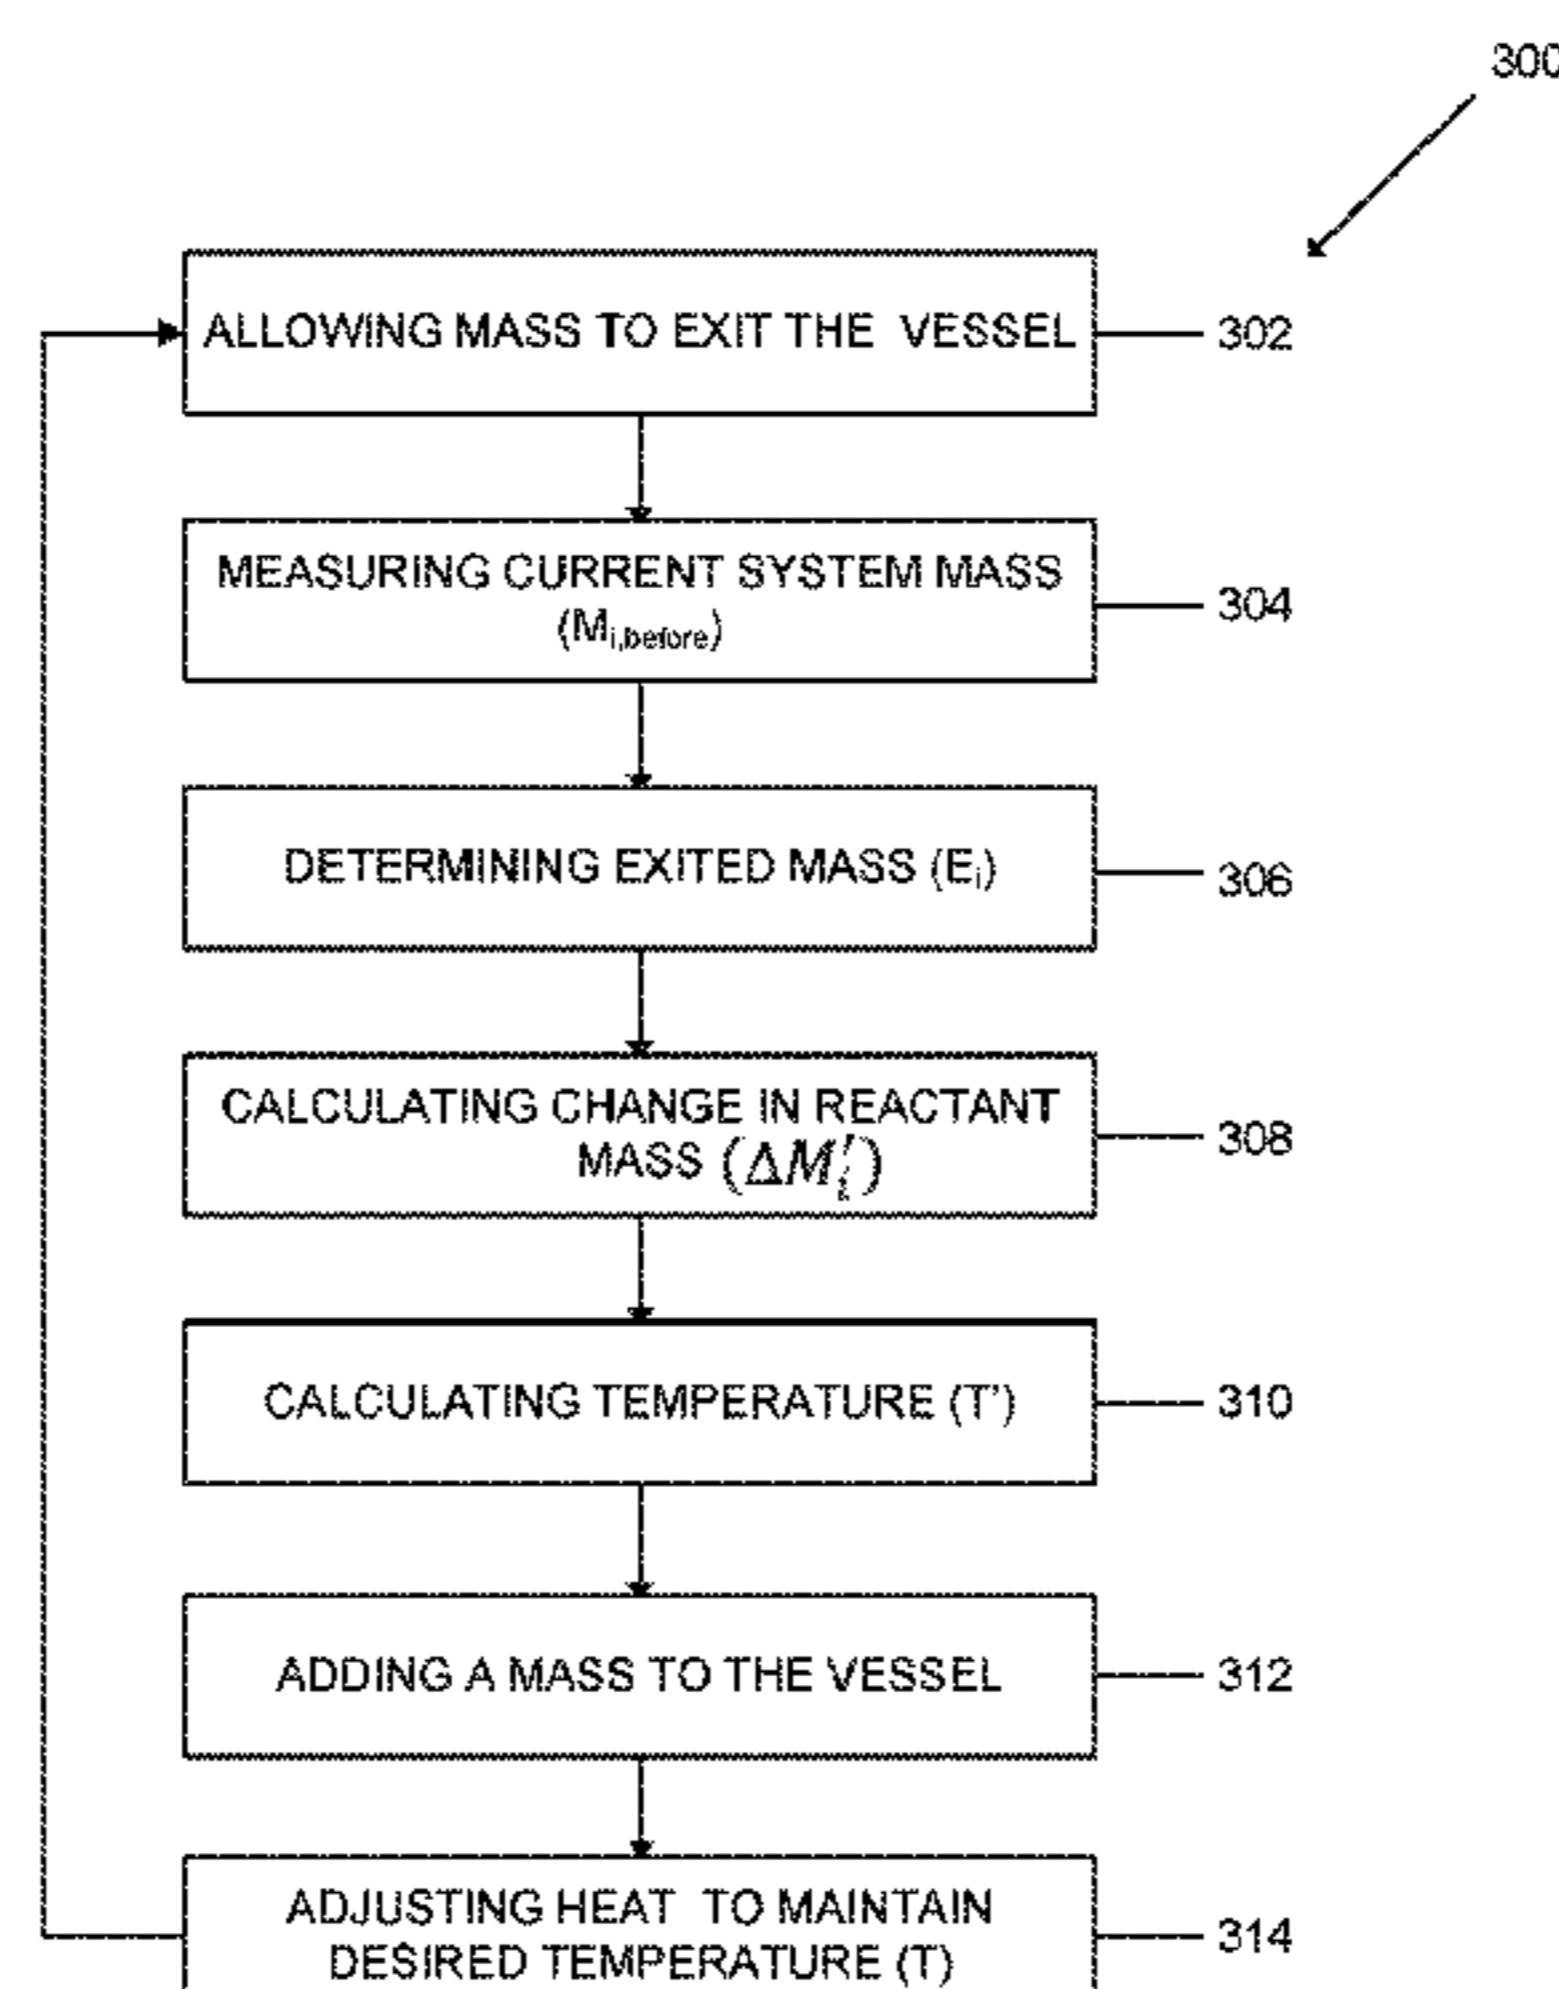 300
ALLOWING MASS TO EXIT THE VESSEL
302
MEASURING CURRENT SYSTEM MASS
(Mi,before)
304
DETERMINING EXITED MASS (Ei)
306
CALCULATING CHANGE IN REACTANT
MASS (ΔM'i)
308
CALCULATING TEMPERATURE (T')
310
ADDING A MASS TO THE VESSEL
312
ADJUSTING HEAT TO MAINTAIN
DESIRED TEMPERATURE (T)
314